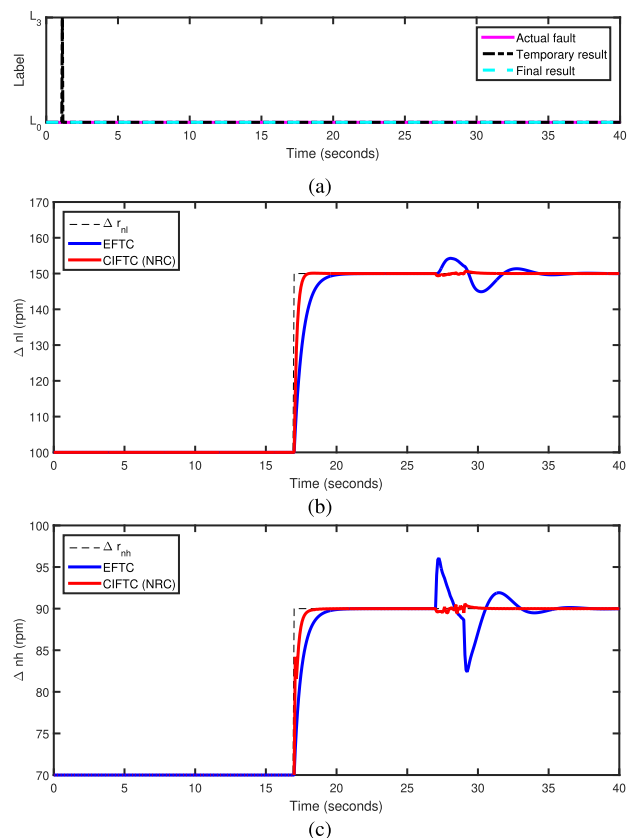 L3
Label
L0
Actual fault
Temporary result
Final result
0 5 10 15 20 25 30 35 40
Time (seconds)
(a)
170
160
150
140
130
120
110
100
Δ nl (rpm)
Δ rnl
EFTC
CIFTC (NRC)
0 5 10 15 20 25 30 35 40
Time (seconds)
(b)
100
95
90
85
80
75
70
Δ nh (rpm)
Δ rnh
EFTC
CIFTC (NRC)
0 5 10 15 20 25 30 35 40
Time (seconds)
(c)